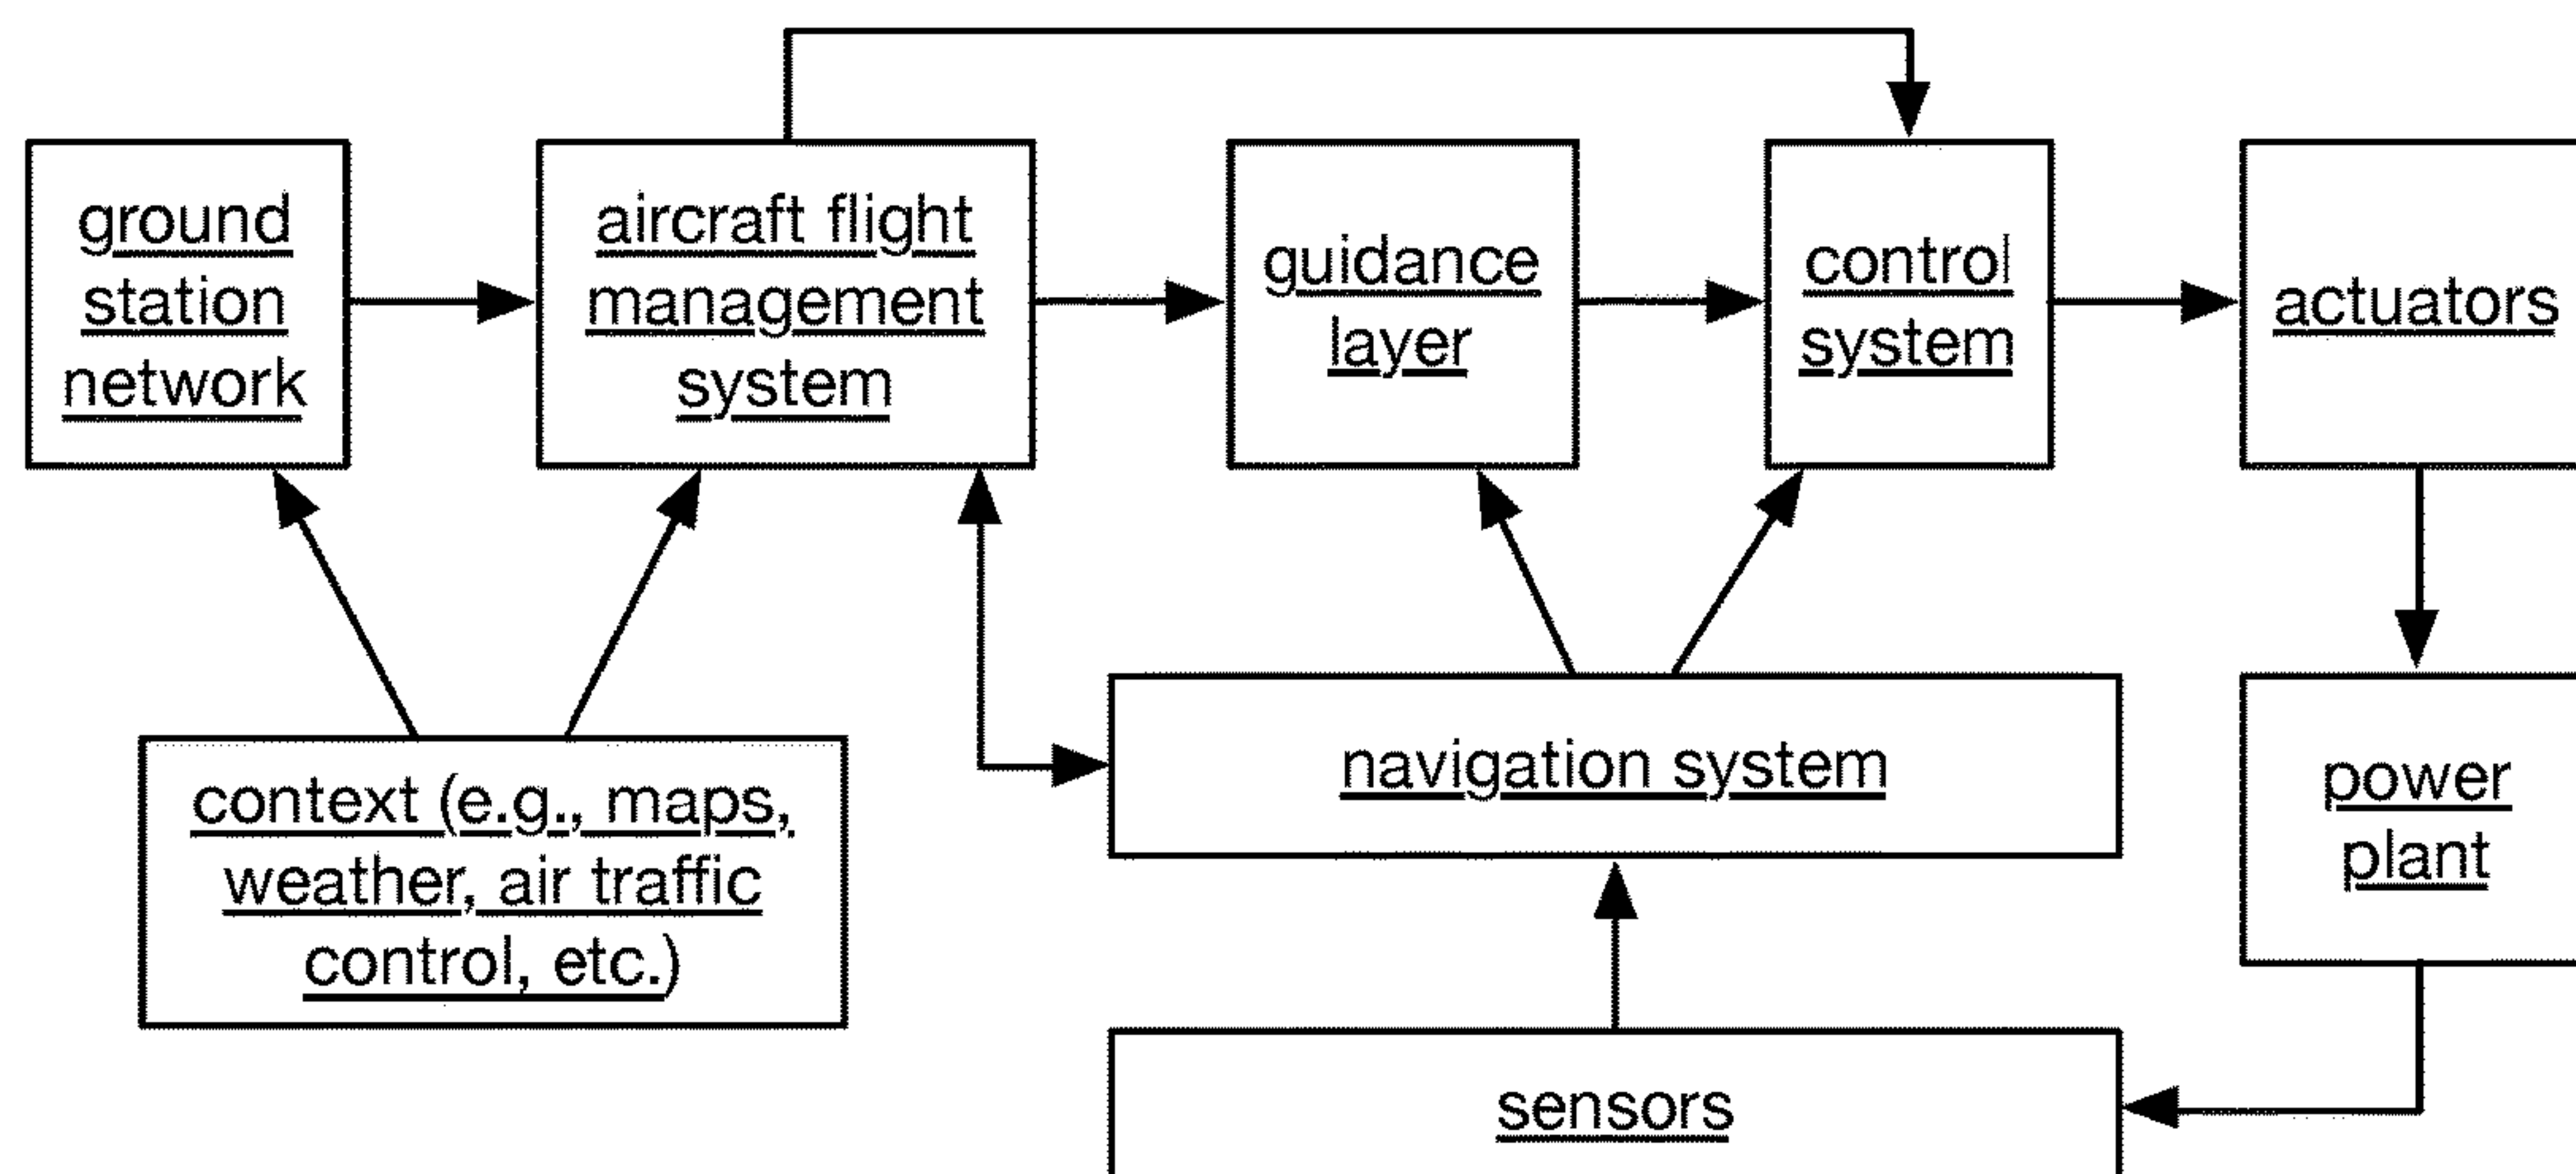 ground
station
network
aircraft flight
management
system
guidance
layer
control
system
actuators
context (e.g., maps,
weather, air traffic
control, etc.)
navigation system
power
plant
sensors